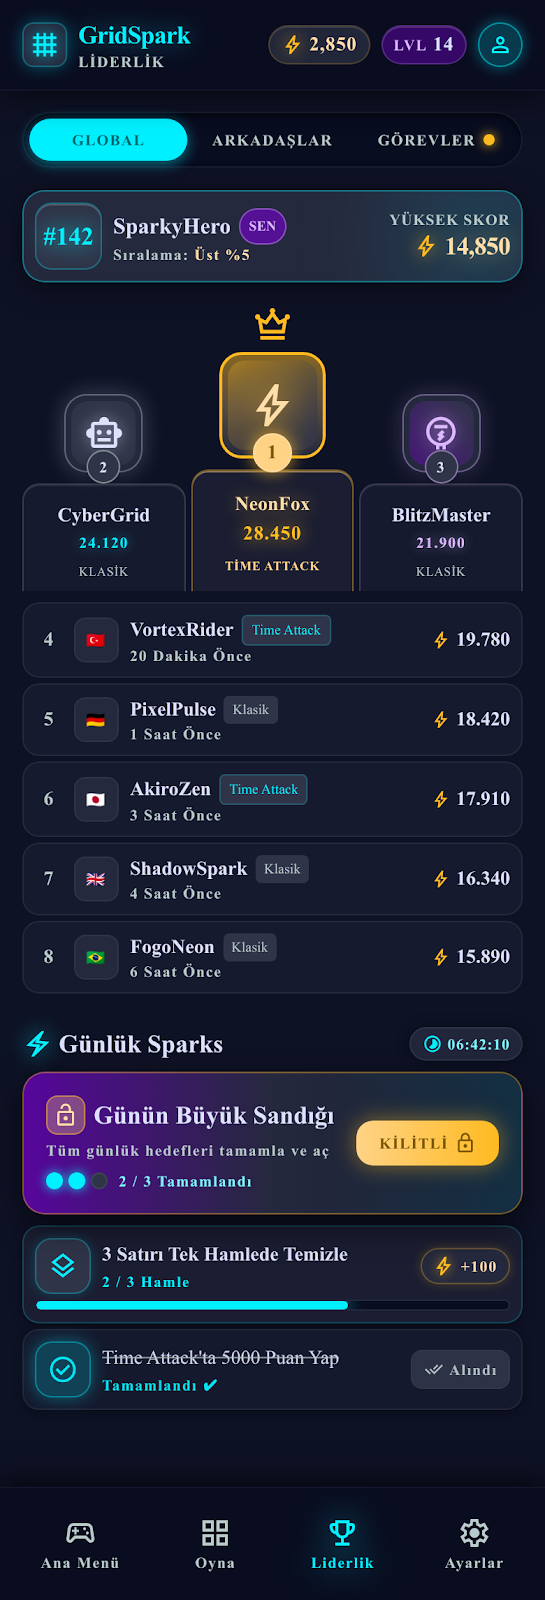 GridSpark
LİDERLİK
2,850
LVL 14
GLOBAL
ARKADAŞLAR
GÖREVLER
#142
SparkyHero SEN
Sıralama: Üst %5
YÜKSEK SKOR
14,850
1
2
3
CyberGrid
24.120
KLASİK
NeonFox
28.450
TİME ATTACK
BlitzMaster
21.900
KLASİK
4
VortexRider Time Attack
20 Dakika Önce
19.780
5
PixelPulse Klasik
1 Saat Önce
18.420
6
AkiroZen Time Attack
3 Saat Önce
17.910
7
ShadowSpark Klasik
4 Saat Önce
16.340
8
FogoNeon Klasik
6 Saat Önce
15.890
Günlük Sparks
06:42:10
Günün Büyük Sandığı
Tüm günlük hedefleri tamamla ve aç
2 / 3 Tamamlandı
KİLİTLİ
3 Satırı Tek Hamlede Temizle
2 / 3 Hamle
+100
Time Attack'ta 5000 Puan Yap
Tamamlandı ✔
Alındı
Ana Menü
Oyna
Liderlik
Ayarlar